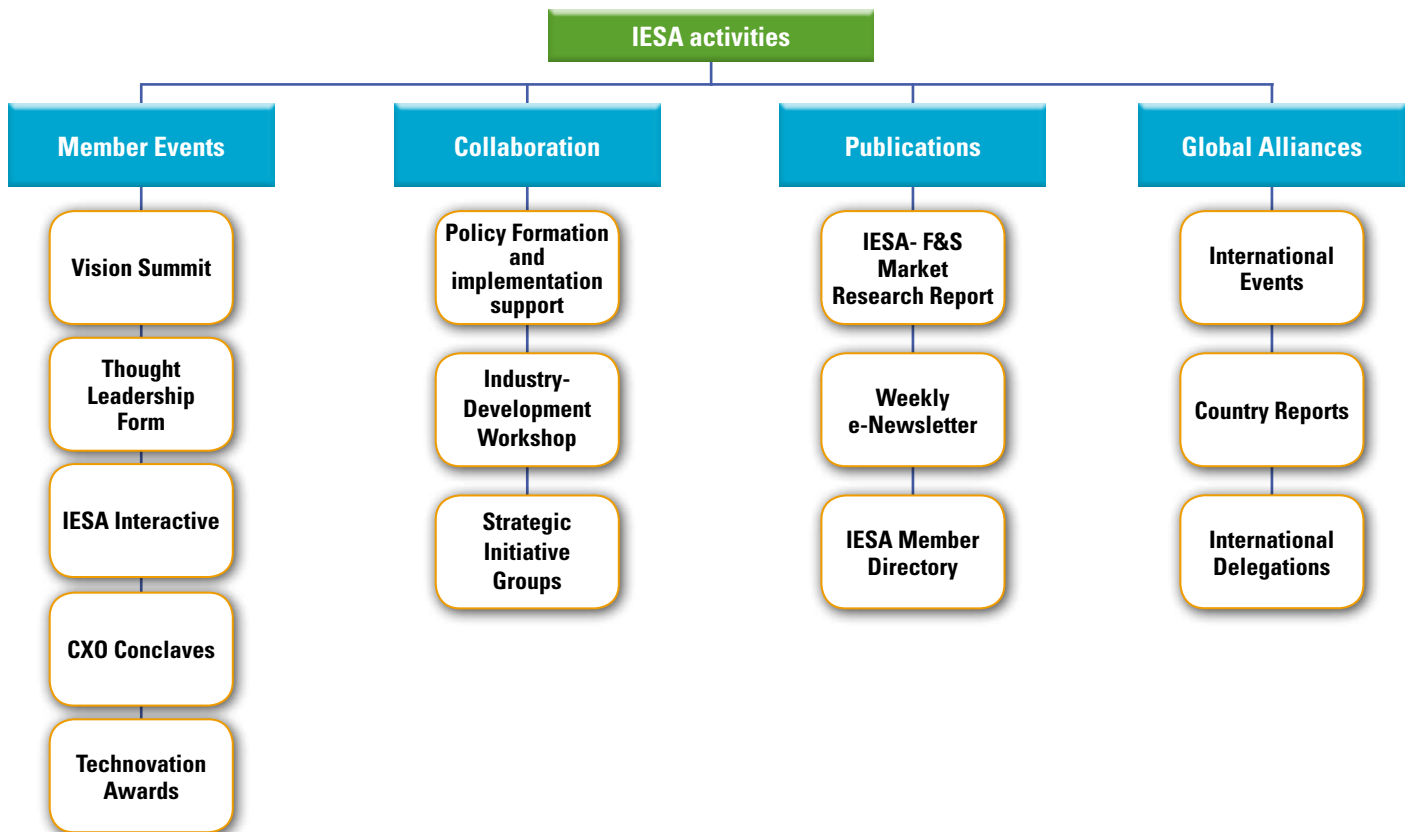 IESA activities
Member Events
Vision Summit
Thought
Leadership
Form
IESA Interactive
CXO Conclaves
Technovation
Awards
Collaboration
Policy Formation
and
implementation
support
Industry-
Development
Workshop
Strategic
Initiative
Groups
Publications
IESA- F&S
Market
Research Report
Weekly
e-Newsletter
IESA Member
Directory
Global Alliances
International
Events
Country Reports
International
Delegations